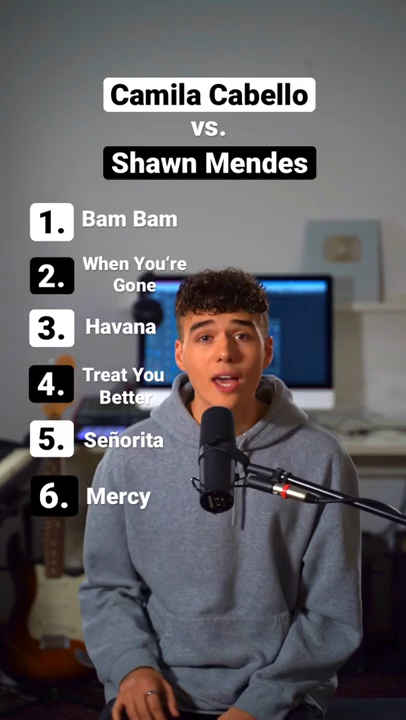 Camila Cabello
vs.
Shawn Mendes
1. Bam Bam
2. When You're
Gone
3. Havana
4. Treat You
Better
5. Señorita
6. Mercy